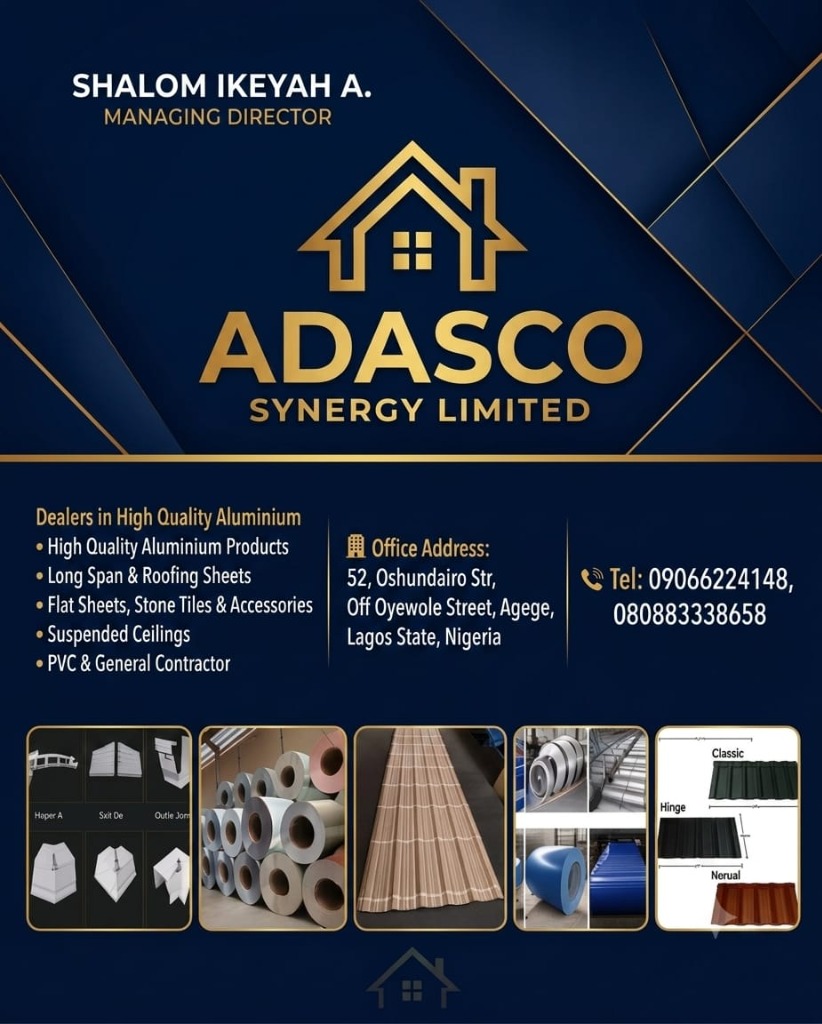 SHALOM IKEYAH A.
MANAGING DIRECTOR
ADASCO
SYNERGY LIMITED
Dealers in High Quality Aluminium
• High Quality Aluminium Products
• Long Span & Roofing Sheets
• Flat Sheets, Stone Tiles & Accessories
• Suspended Ceilings
• PVC & General Contractor
Office Address:
52, Oshundairo Str,
Off Oyewole Street, Agege,
Lagos State, Nigeria
Tel: 09066224148,
080883338658
Haper A
Sxit De
Outle Jom
Classic
Hinge
Nerual